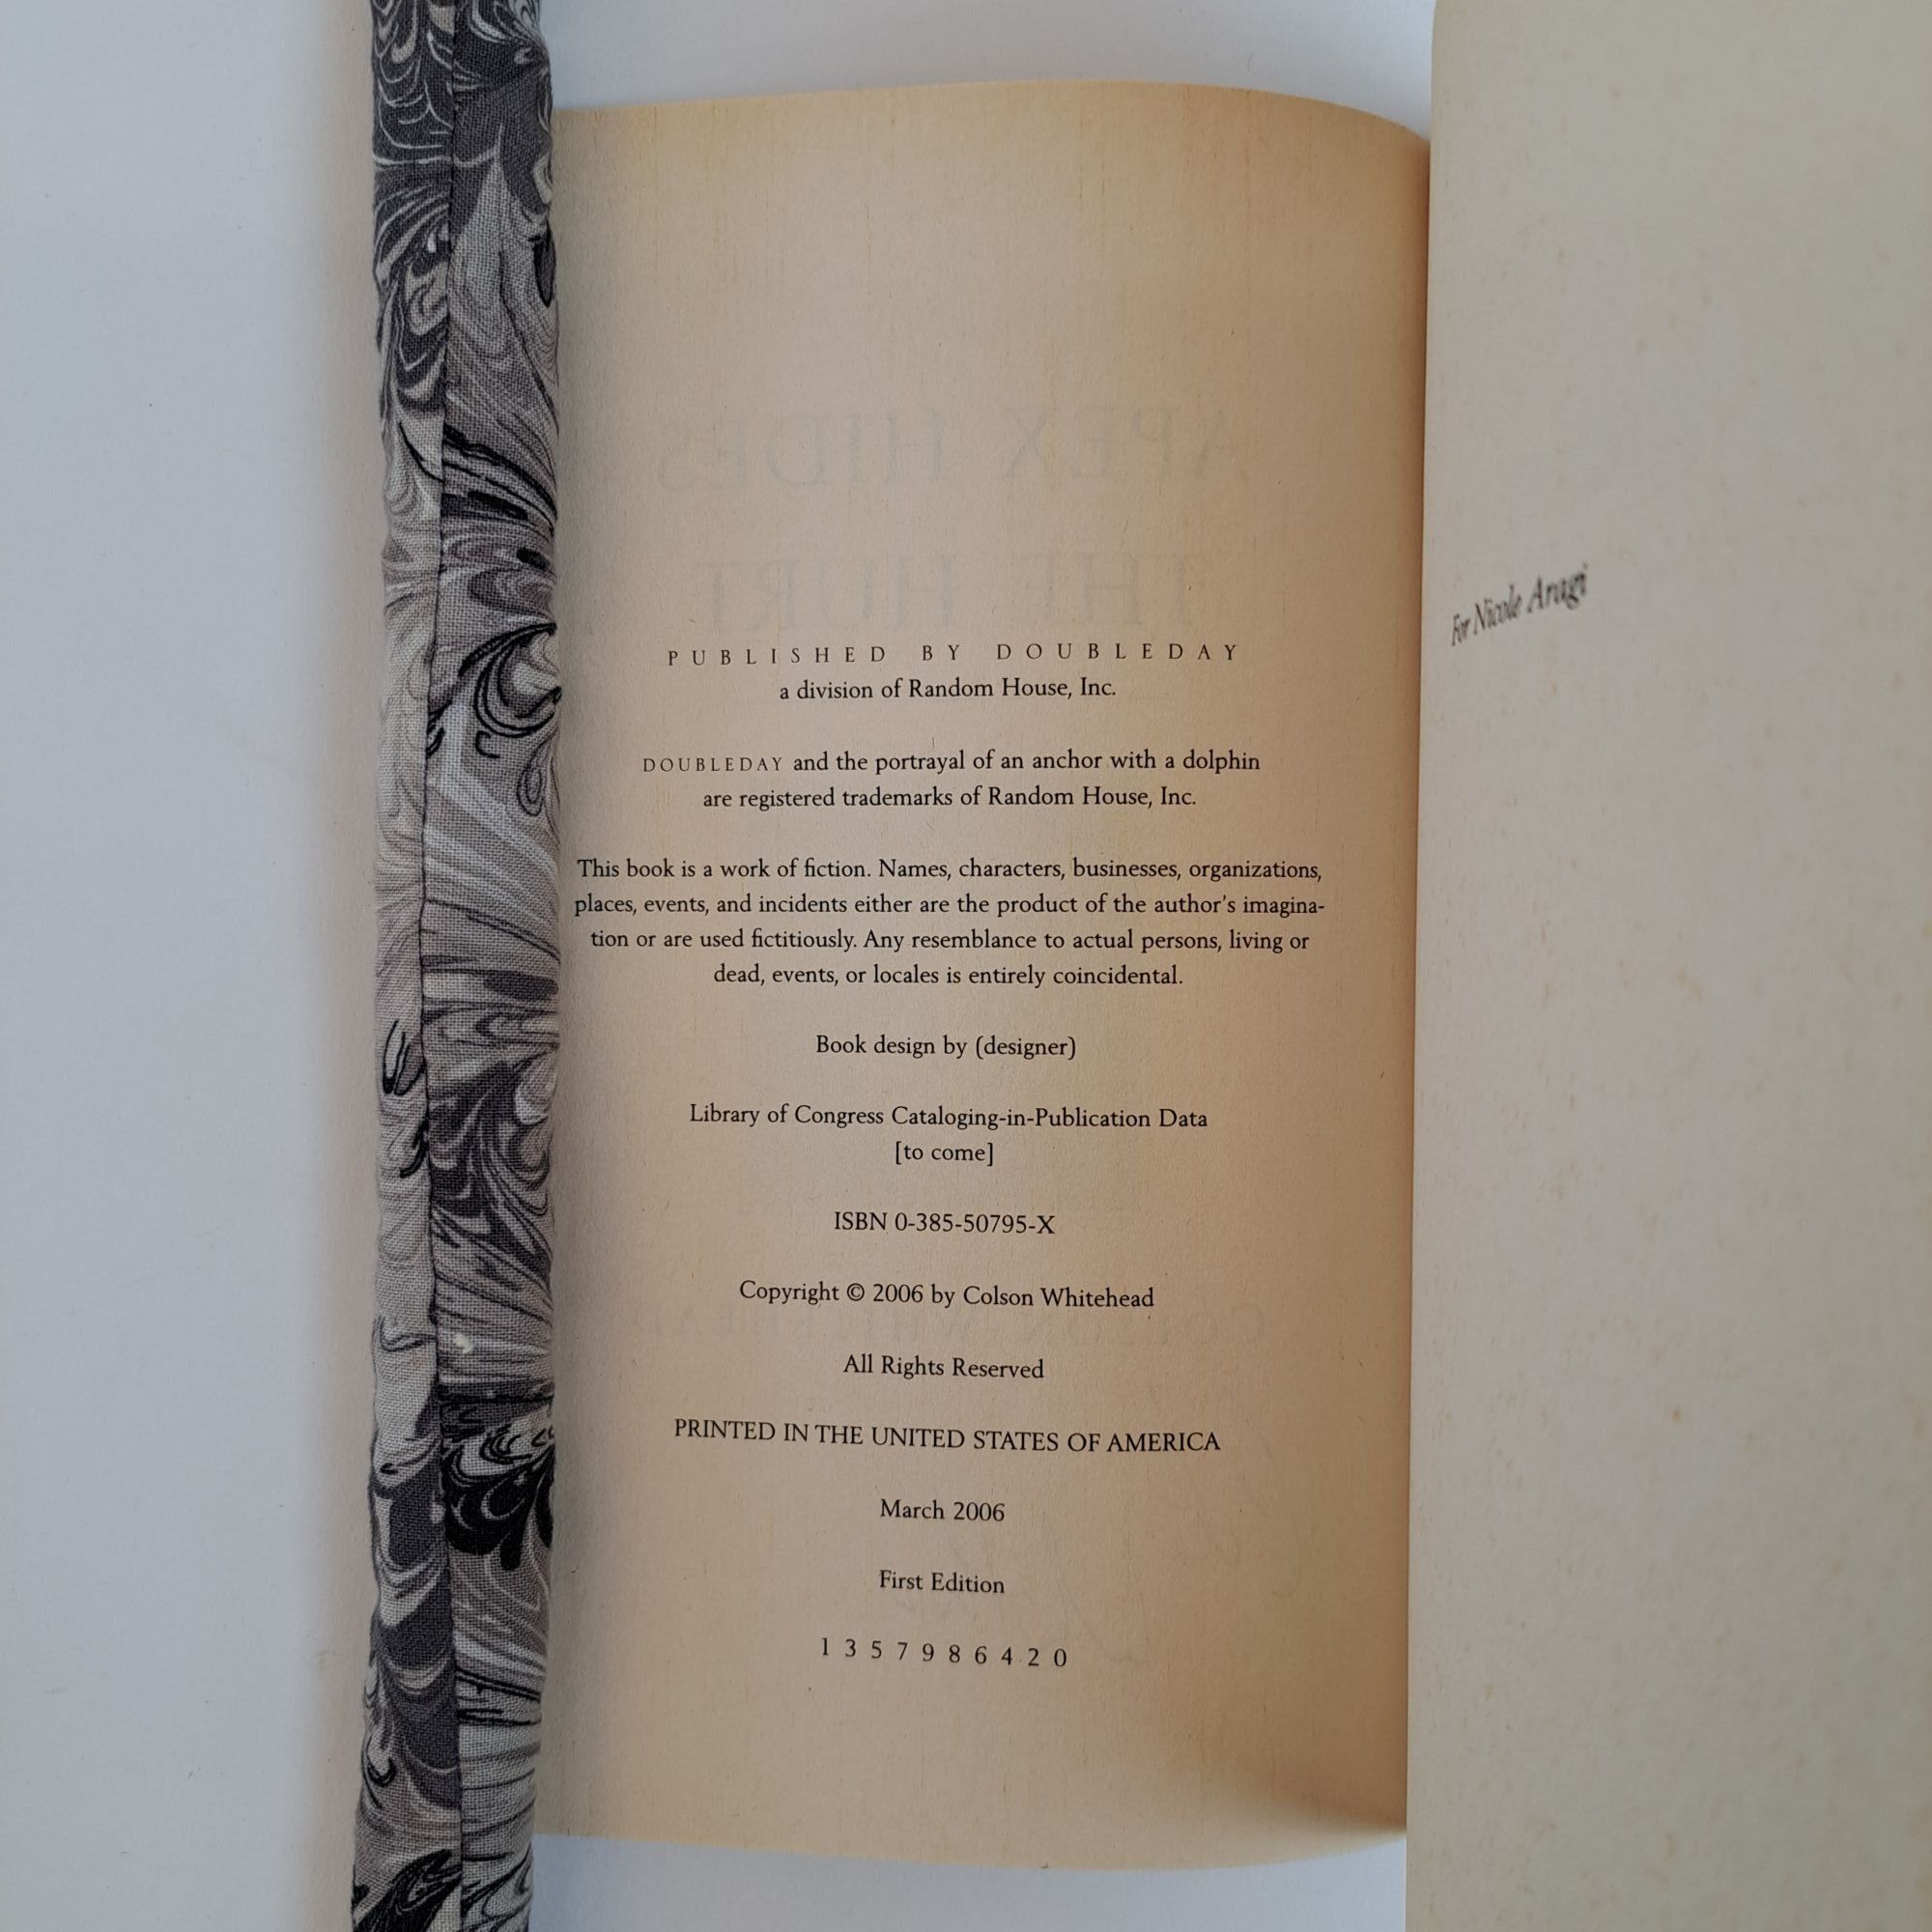 PUBLISHED BY DOUBLEDAY
a division of Random House, Inc.
DOUBLEDAY and the portrayal of an anchor with a dolphin
are registered trademarks of Random House, Inc.
This book is a work of fiction. Names, characters, businesses, organizations,
places, events, and incidents either are the product of the author's imagina-
tion or are used fictitiously. Any resemblance to actual persons, living or
dead, events, or locales is entirely coincidental.
Book design by (designer)
Library of Congress Cataloging-in-Publication Data
[to come]
ISBN 0-385-50795-X
Copyright © 2006 by Colson Whitehead
All Rights Reserved
PRINTED IN THE UNITED STATES OF AMERICA
March 2006
First Edition
1 3 5 7 9 8 6 4 2 0
For Nicole Aragi